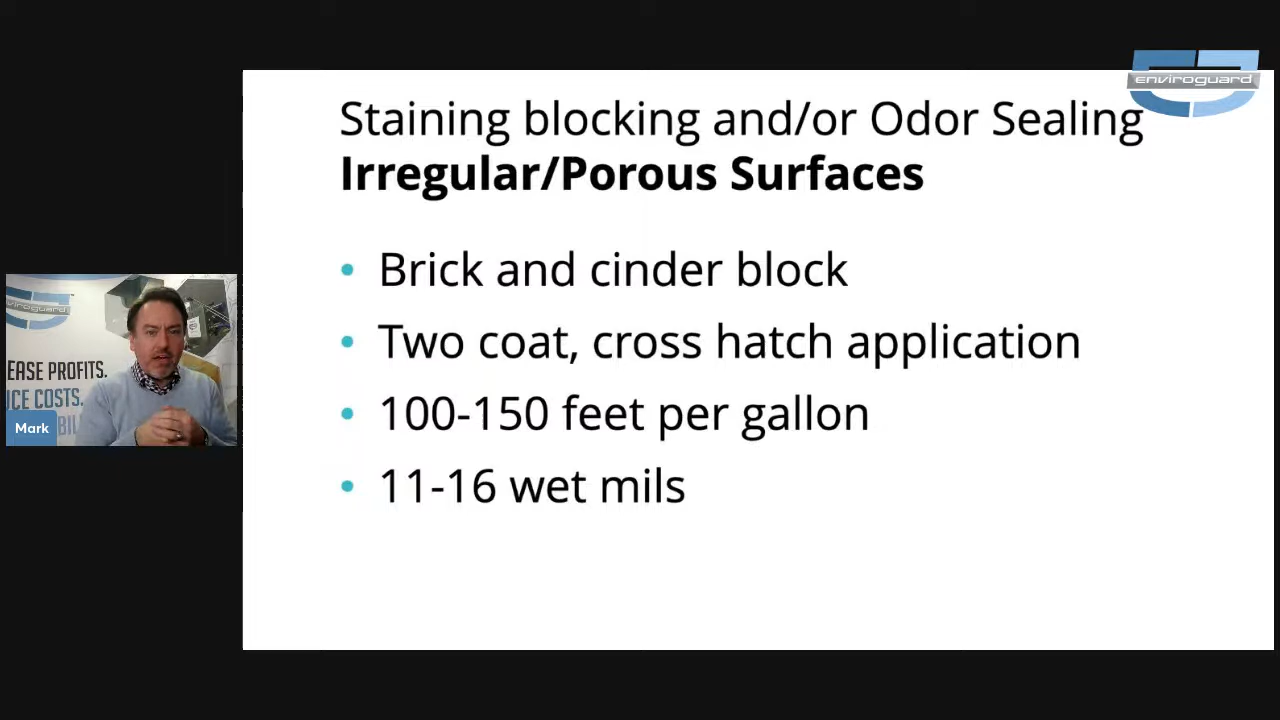 enviroguard
Staining blocking and/or Odor Sealing
Irregular/Porous Surfaces
• Brick and cinder block
• Two coat, cross hatch application
• 100-150 feet per gallon
• 11-16 wet mils
EASE PROFITS.
COSTS.
Mark